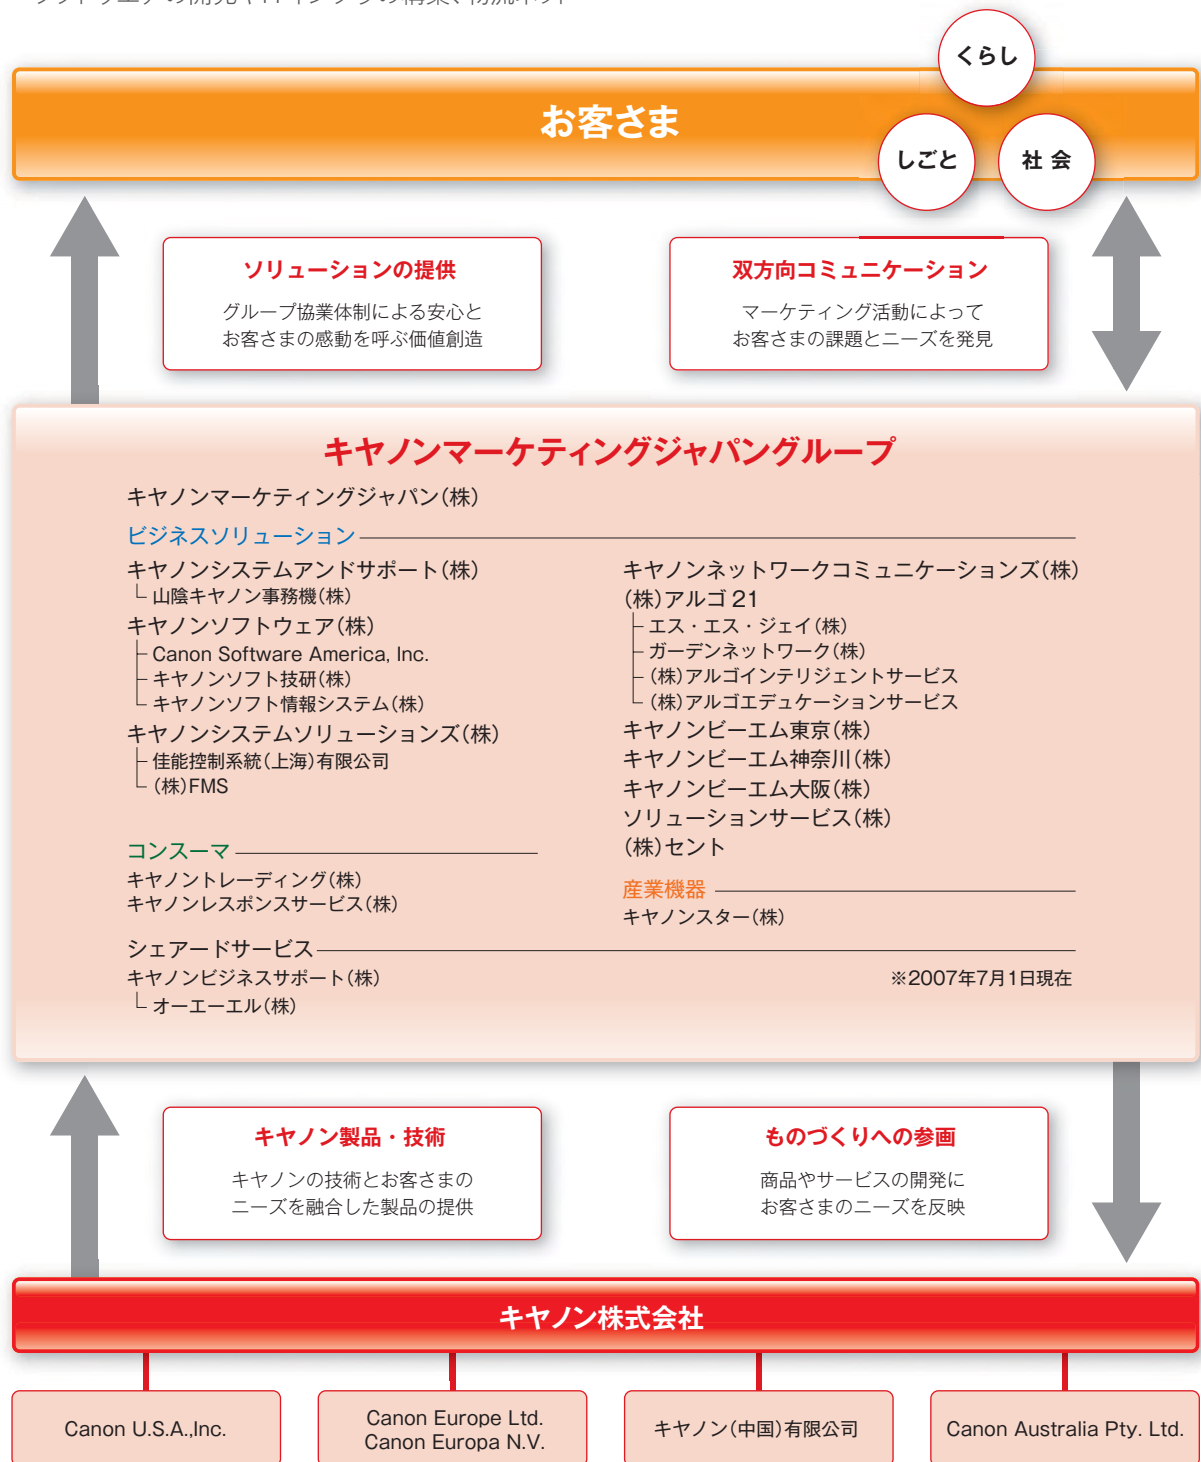 くらし
お客さま
しごと
社 会
ソリューションの提供
グループ協業体制による安心と
お客さまの感動を呼ぶ価値創造
双方向コミュニケーション
マーケティング活動によって
お客さまの課題とニーズを発見
キヤノンマーケティングジャパングループ
キヤノンマーケティングジャパン(株)
ビジネスソリューション
キヤノンシステムアンドサポート(株)
山陰キヤノン事務機(株)
キヤノンソフトウェア(株)
Canon Software America, Inc.
キヤノンソフト技研(株)
キヤノンソフト情報システム(株)
キヤノンシステムソリューションズ(株)
佳能控制系統(上海)有限公司
(株)FMS
キヤノンネットワークコミュニケーションズ(株)
(株)アルゴ 21
エス・エス・ジェイ(株)
ガーデンネットワーク(株)
(株)アルゴインテリジェントサービス
(株)アルゴエデュケーションサービス
キヤノンビーエム東京(株)
キヤノンビーエム神奈川(株)
キヤノンビーエム大阪(株)
ソリューションサービス(株)
(株)セント
コンスーマ
キヤノントレーディング(株)
キヤノンレスポンスサービス(株)
産業機器
キヤノンスター(株)
シェアードサービス
キヤノンビジネスサポート(株)
オーエーエル(株)
※2007年7月1日現在
キヤノン製品・技術
キヤノンの技術とお客さまの
ニーズを融合した製品の提供
ものづくりへの参画
商品やサービスの開発に
お客さまのニーズを反映
キヤノン株式会社
Canon U.S.A.,Inc.
Canon Europe Ltd.
Canon Europa N.V.
キヤノン(中国)有限公司
Canon Australia Pty. Ltd.